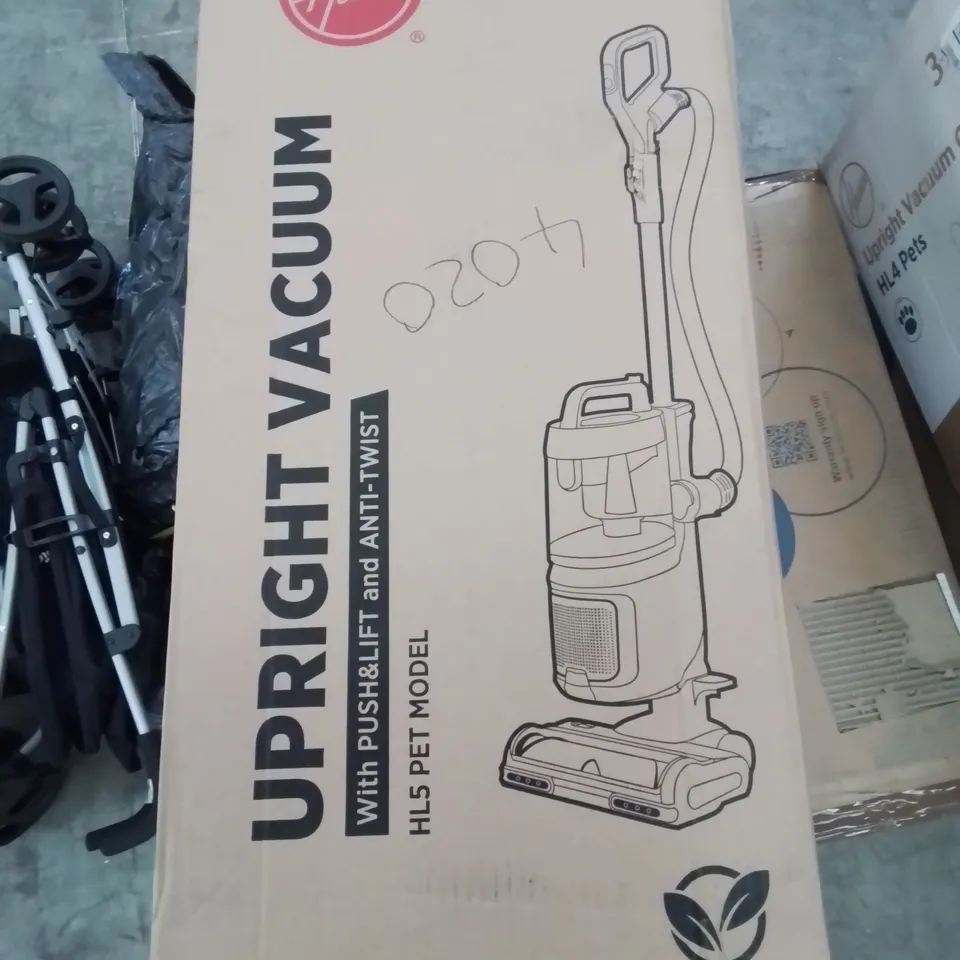 UPRIGHT VACUUM
With PUSH&LIFT and ANTI-TWIST
HL5 PET MODEL
4020
Upright Vacuum
HL4 Pets
Warranty sign up